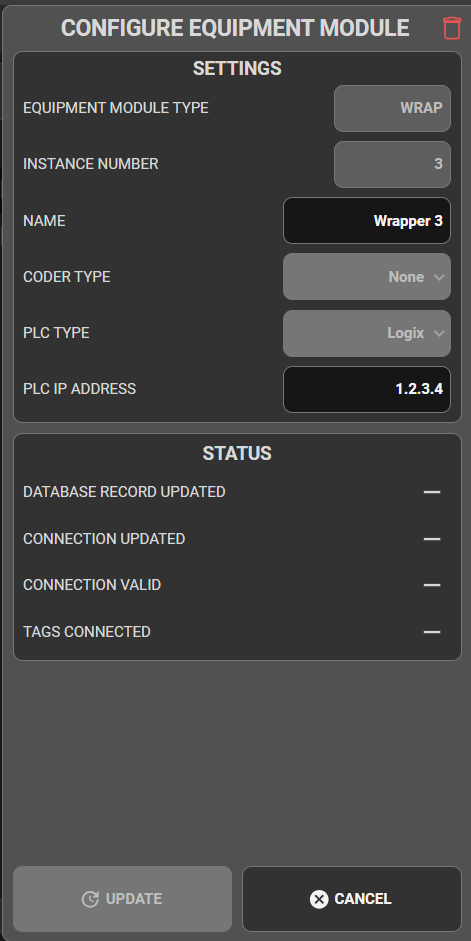 CONFIGURE EQUIPMENT MODULE
SETTINGS
EQUIPMENT MODULE TYPE WRAP
INSTANCE NUMBER 3
NAME Wrapper 3
CODER TYPE None
PLC TYPE Logix
PLC IP ADDRESS 1.2.3.4
STATUS
DATABASE RECORD UPDATED —
CONNECTION UPDATED —
CONNECTION VALID —
TAGS CONNECTED —
UPDATE CANCEL